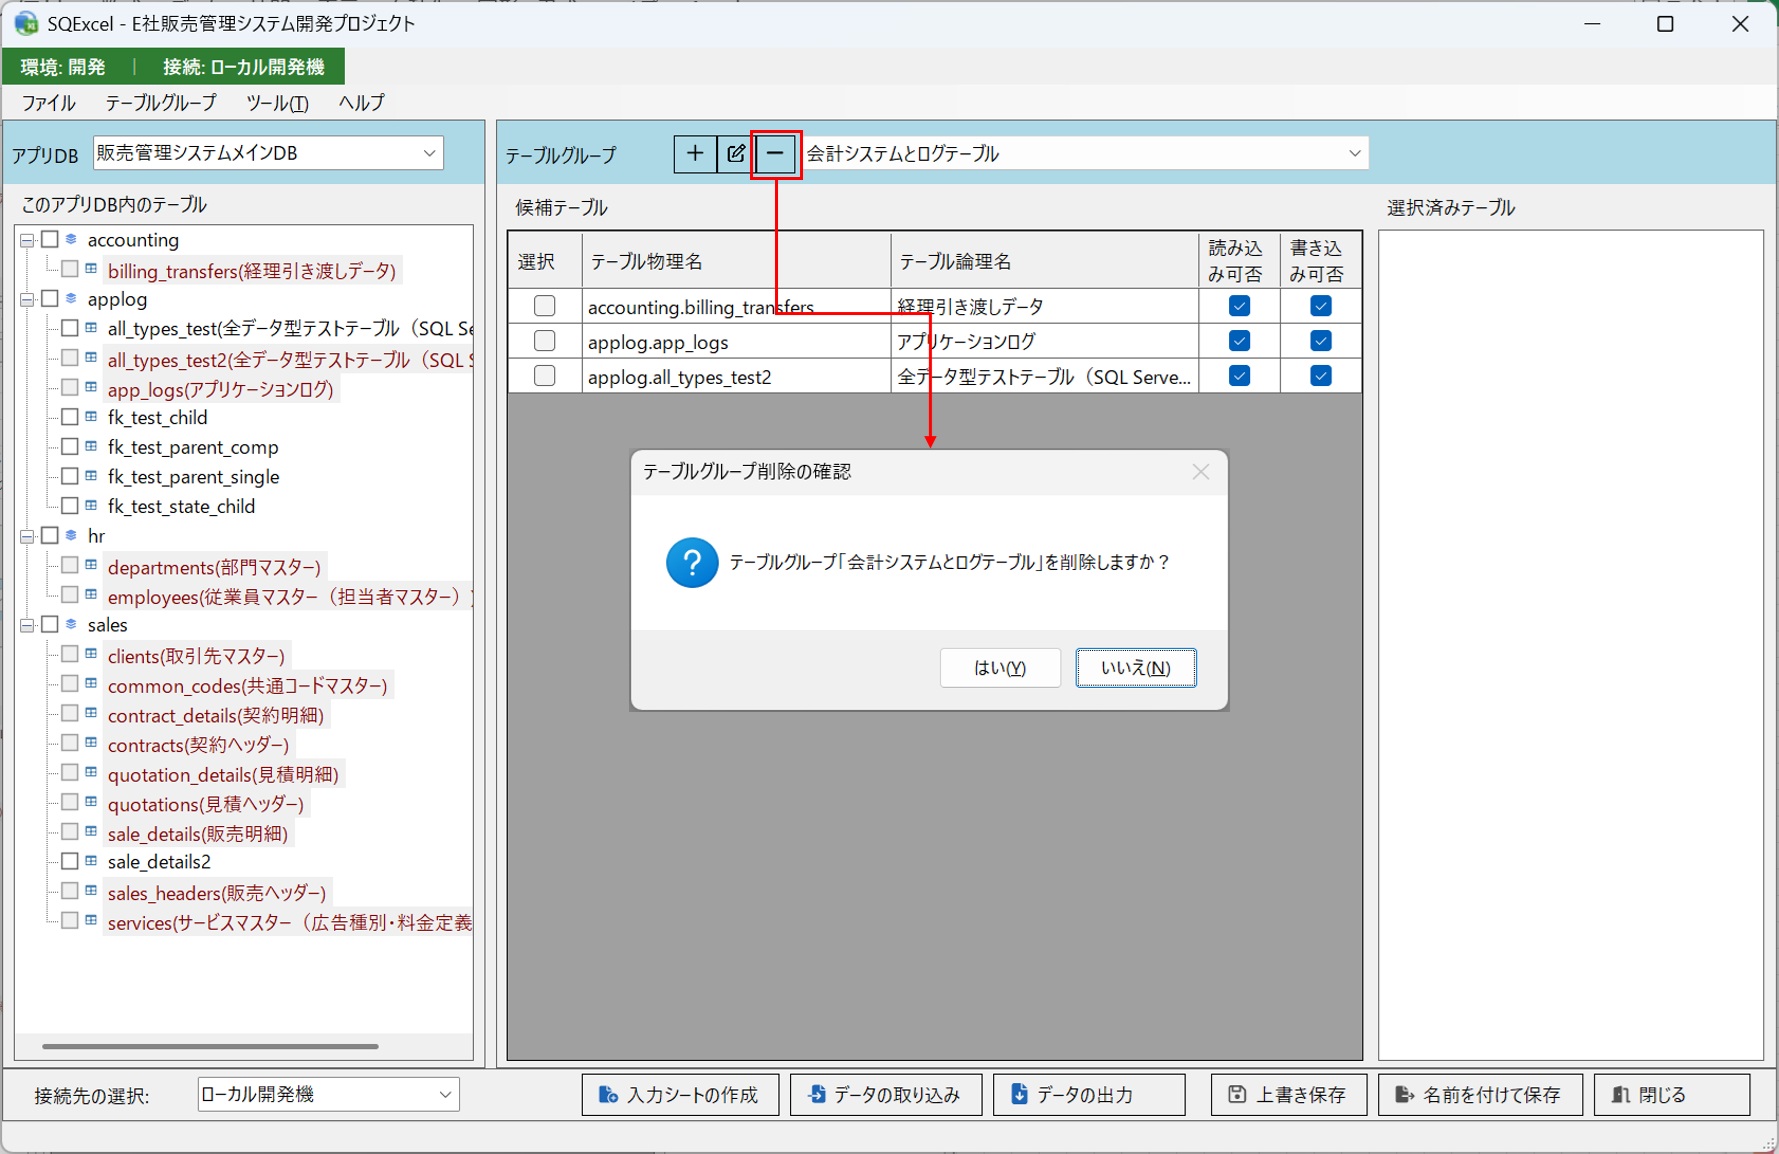 SQExcel - E社販売管理システム開発プロジェクト
環境: 開発 | 接続: ローカル開発機
ファイル テーブルグループ ツール(T) ヘルプ
アプリDB 販売管理システムメインDB
テーブルグループ 会計システムとログテーブル
このアプリDB内のテーブル
accounting
billing_transfers(経理引き渡しデータ)
applog
all_types_test(全データ型テストテーブル（SQL Se
all_types_test2(全データ型テストテーブル（SQL S
app_logs(アプリケーションログ)
fk_test_child
fk_test_parent_comp
fk_test_parent_single
fk_test_state_child
hr
departments(部門マスター)
employees(従業員マスター（担当者マスター）)
sales
clients(取引先マスター)
common_codes(共通コードマスター)
contract_details(契約明細)
contracts(契約ヘッダー)
quotation_details(見積明細)
quotations(見積ヘッダー)
sale_details(販売明細)
sale_details2
sales_headers(販売ヘッダー)
services(サービスマスター（広告種別・料金定義
候補テーブル
選択 テーブル物理名 テーブル論理名 読み込み可否 書き込み可否
accounting.billing_transfers 経理引き渡しデータ
applog.app_logs アプリケーションログ
applog.all_types_test2 全データ型テストテーブル（SQL Serve...
選択済みテーブル
テーブルグループ削除の確認
テーブルグループ「会計システムとログテーブル」を削除しますか？
はい(Y) いいえ(N)
接続先の選択: ローカル開発機
入力シートの作成 データの取り込み データの出力 上書き保存 名前を付けて保存 閉じる